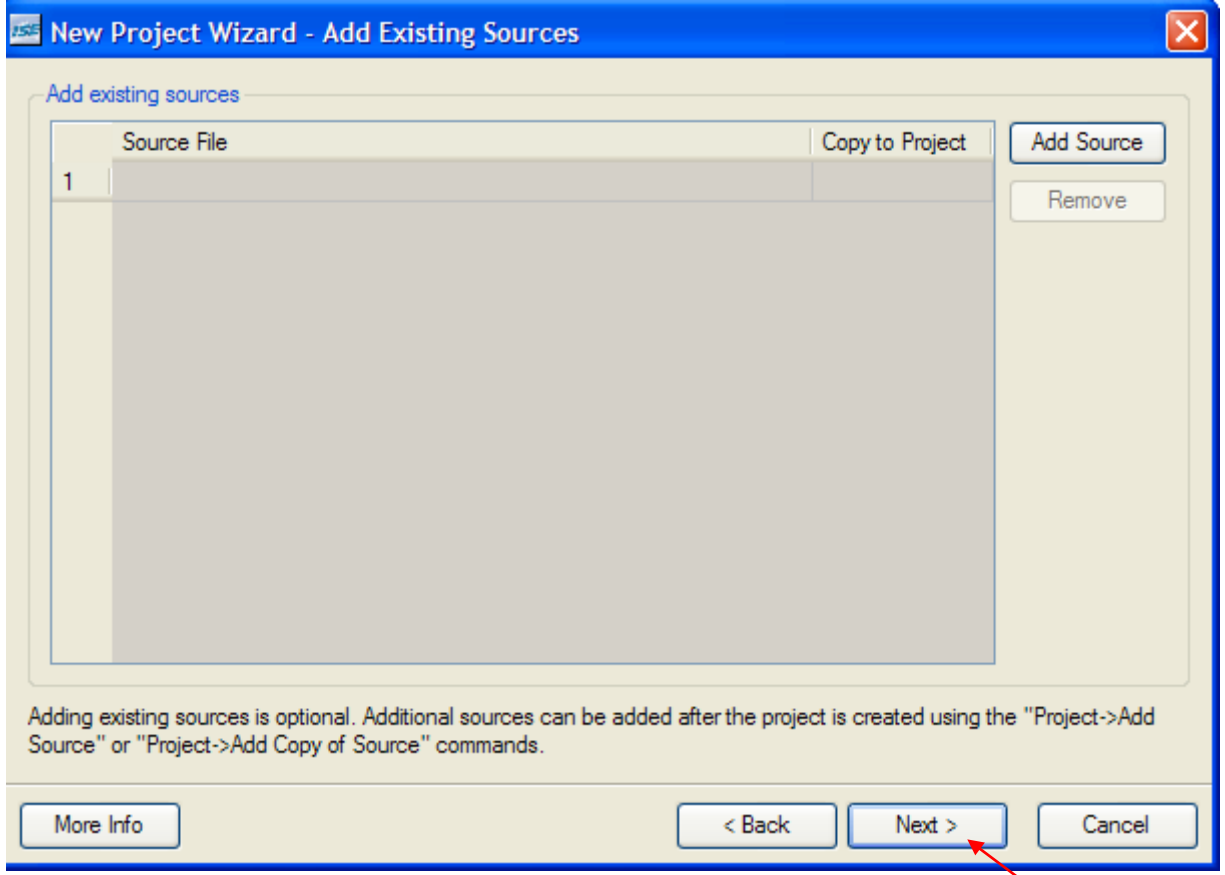 ISE New Project Wizard - Add Existing Sources
Add existing sources
Source File Copy to Project Add Source
1
Remove
Adding existing sources is optional. Additional sources can be added after the project is created using the "Project->Add
Source" or "Project->Add Copy of Source" commands.
More Info < Back Next > Cancel